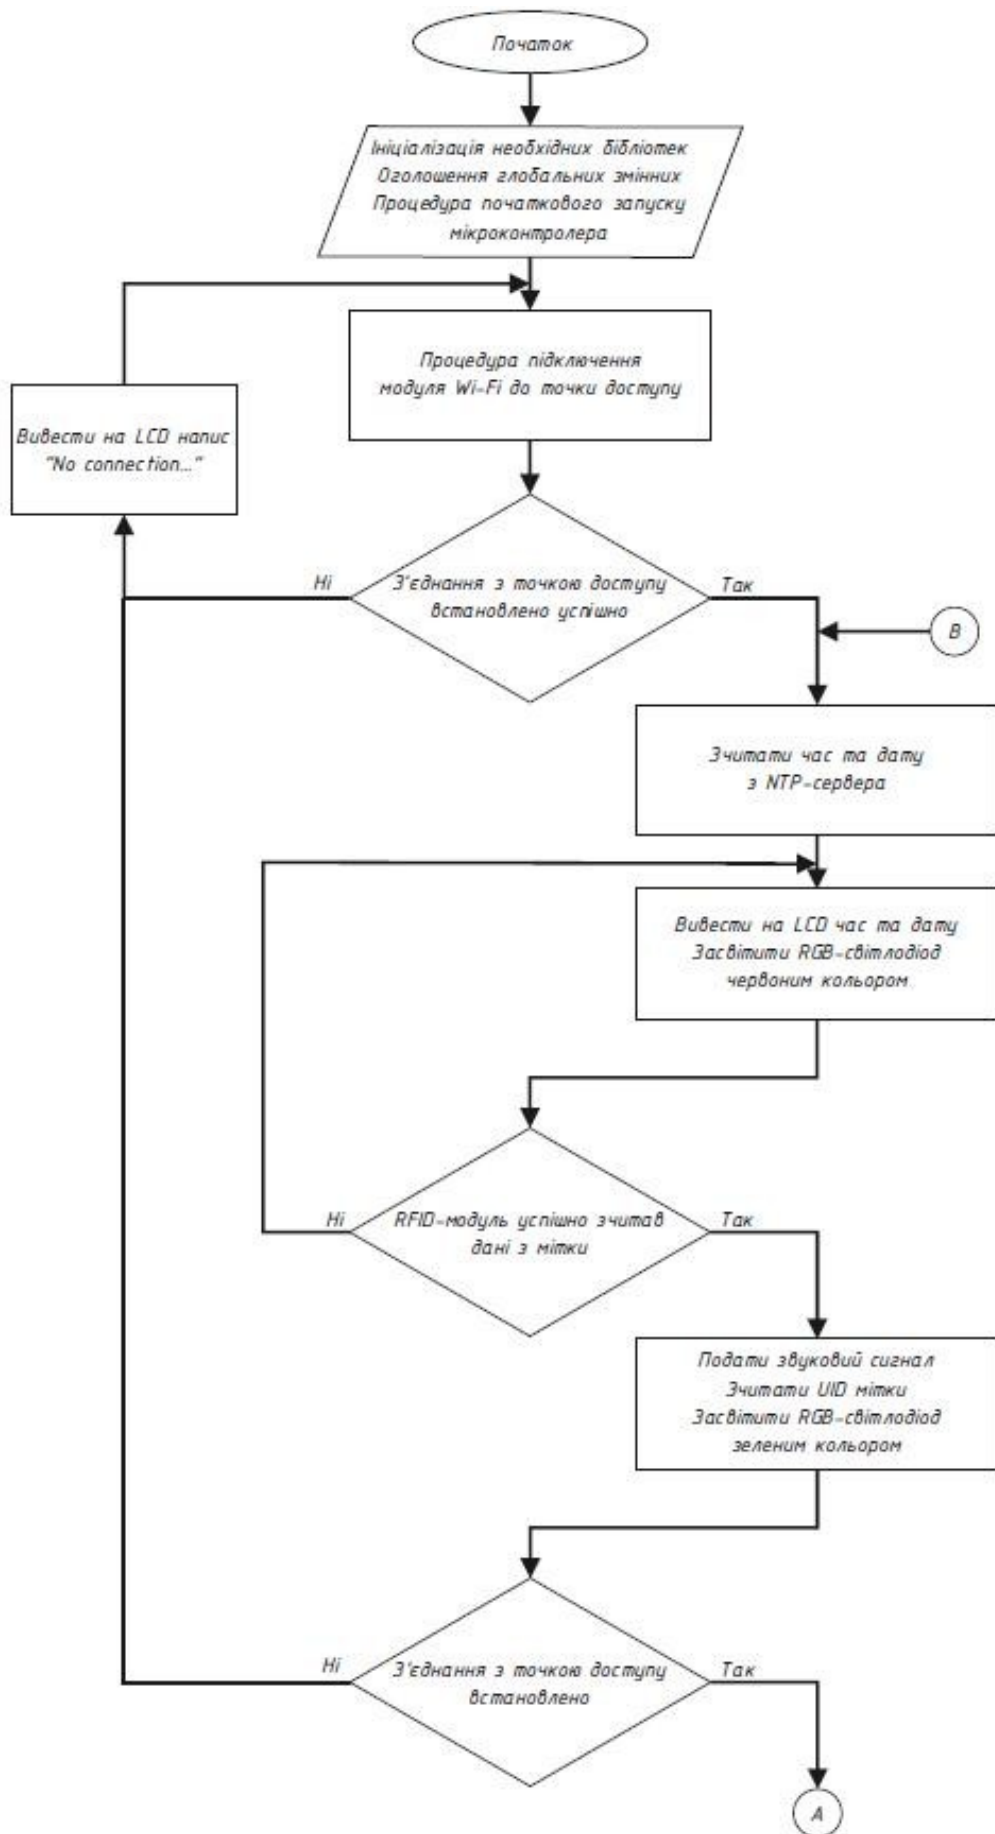 Початок
Ініціалізація необхідних бібліотек
Оголошення глобальних змінних
Процедура початкового запуску
мікроконтролера
Процедура підключення
модуля Wi-Fi до точки доступу
Вивести на LCD напис
"No connection..."
Ні
З'єднання з точкою доступу
встановлено успішно
Так
В
Зчитати час та дату
з NTP-сервера
Вивести на LCD час та дату
Засвітити RGB-світлодіод
червоним кольором
Ні
RFID-модуль успішно зчитав
дані з мітки
Так
Подати звуковий сигнал
Зчитати UID мітки
Засвітити RGB-світлодіод
зеленим кольором
Ні
З'єднання з точкою доступу
встановлено
Так
А